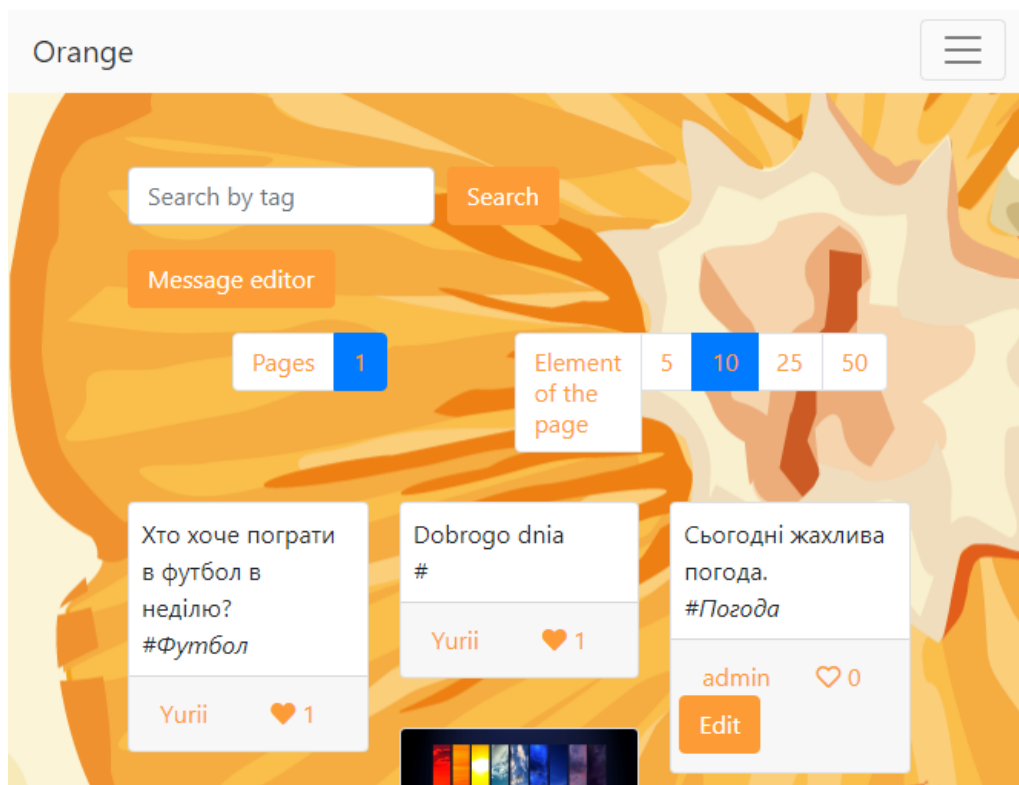 Orange
Search by tag
Search
Message editor
Pages
1
Element
of the
page
5
10
25
50
Хто хоче пограти
в футбол в
неділю?
#Футбол
Yurii
1
Dobrogo dnia
#
Yurii
1
Сьогодні жахлива
погода.
#Погода
admin
0
Edit